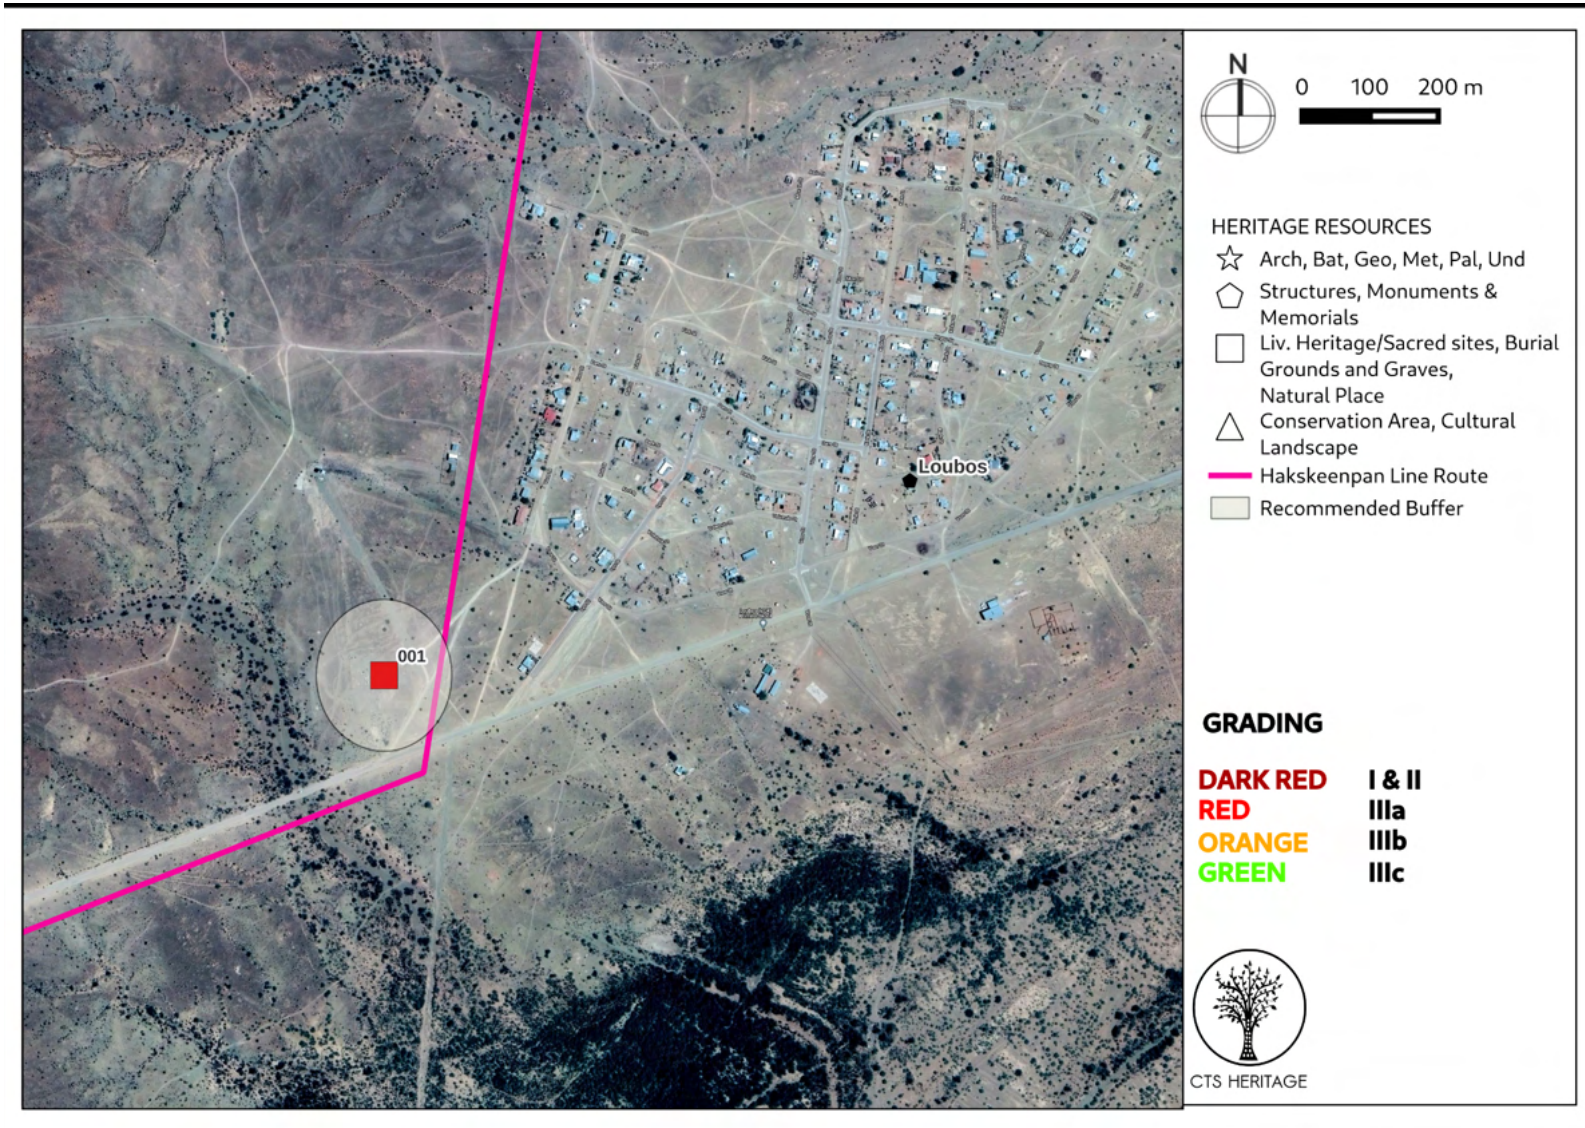 N
0 100 200 m
HERITAGE RESOURCES
Arch, Bat, Geo, Met, Pal, Und
Structures, Monuments &
Memorials
Liv. Heritage/Sacred sites, Burial
Grounds and Graves,
Natural Place
Conservation Area, Cultural
Landscape
Hakskeenpan Line Route
Recommended Buffer
Loubos
001
GRADING
DARK RED I & II
RED IIIa
ORANGE IIIb
GREEN IIIc
CTS HERITAGE